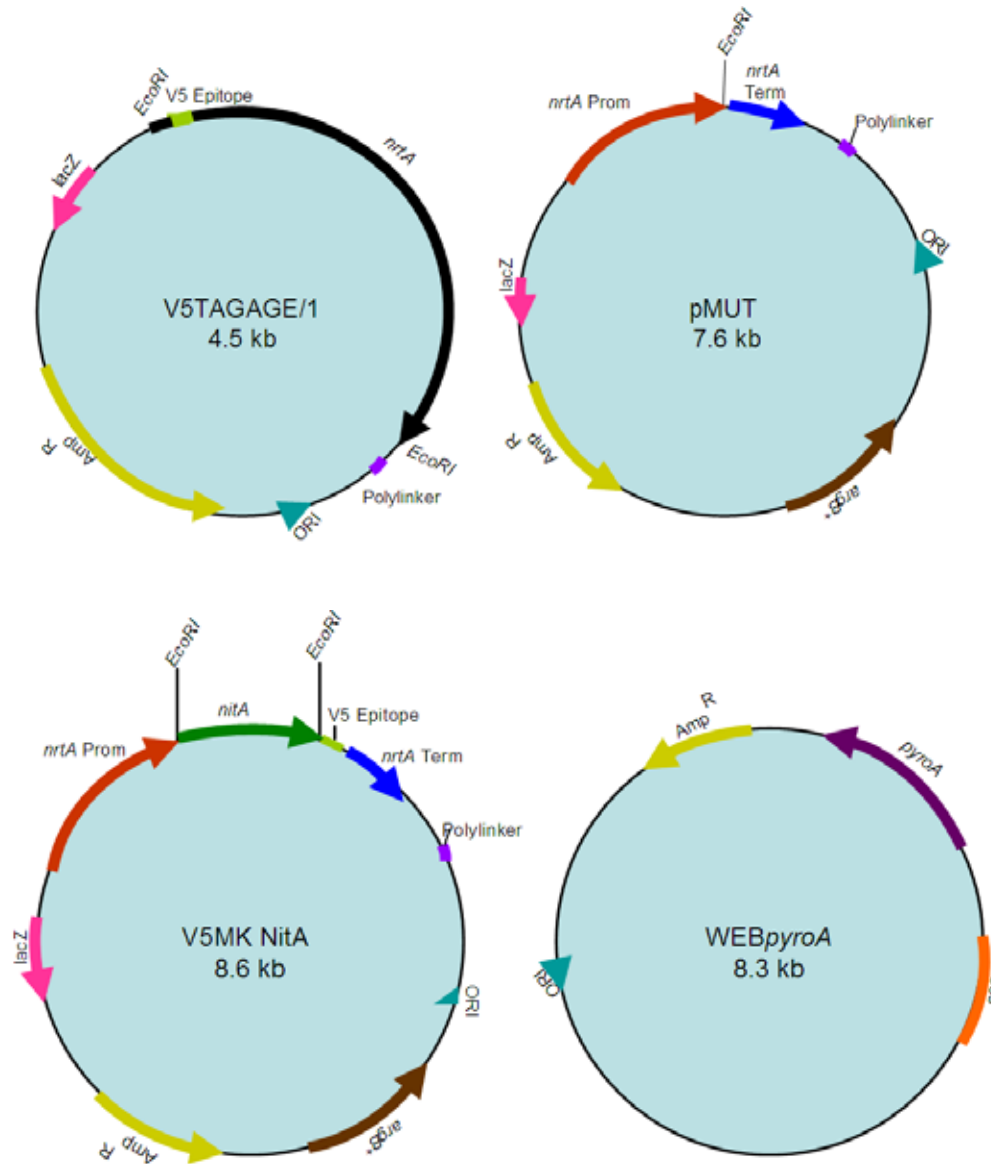 EcoRI
V5 Epitope
nrtA
lacZ
V5TAGAGE/1
4.5 kb
Amp R
EcoRI
Polylinker
ORI
EcoRI
nrtA Prom
nrtA
Term
Polylinker
ORI
lacZ
pMUT
7.6 kb
Amp R
argB+
EcoRI
EcoRI
nitA
V5 Epitope
nrtA Prom
nrtA Term
Polylinker
lacZ
V5MK NitA
8.6 kb
ORI
Amp R
argB+
Amp R
pyroA
WEBpyroA
8.3 kb
ORI